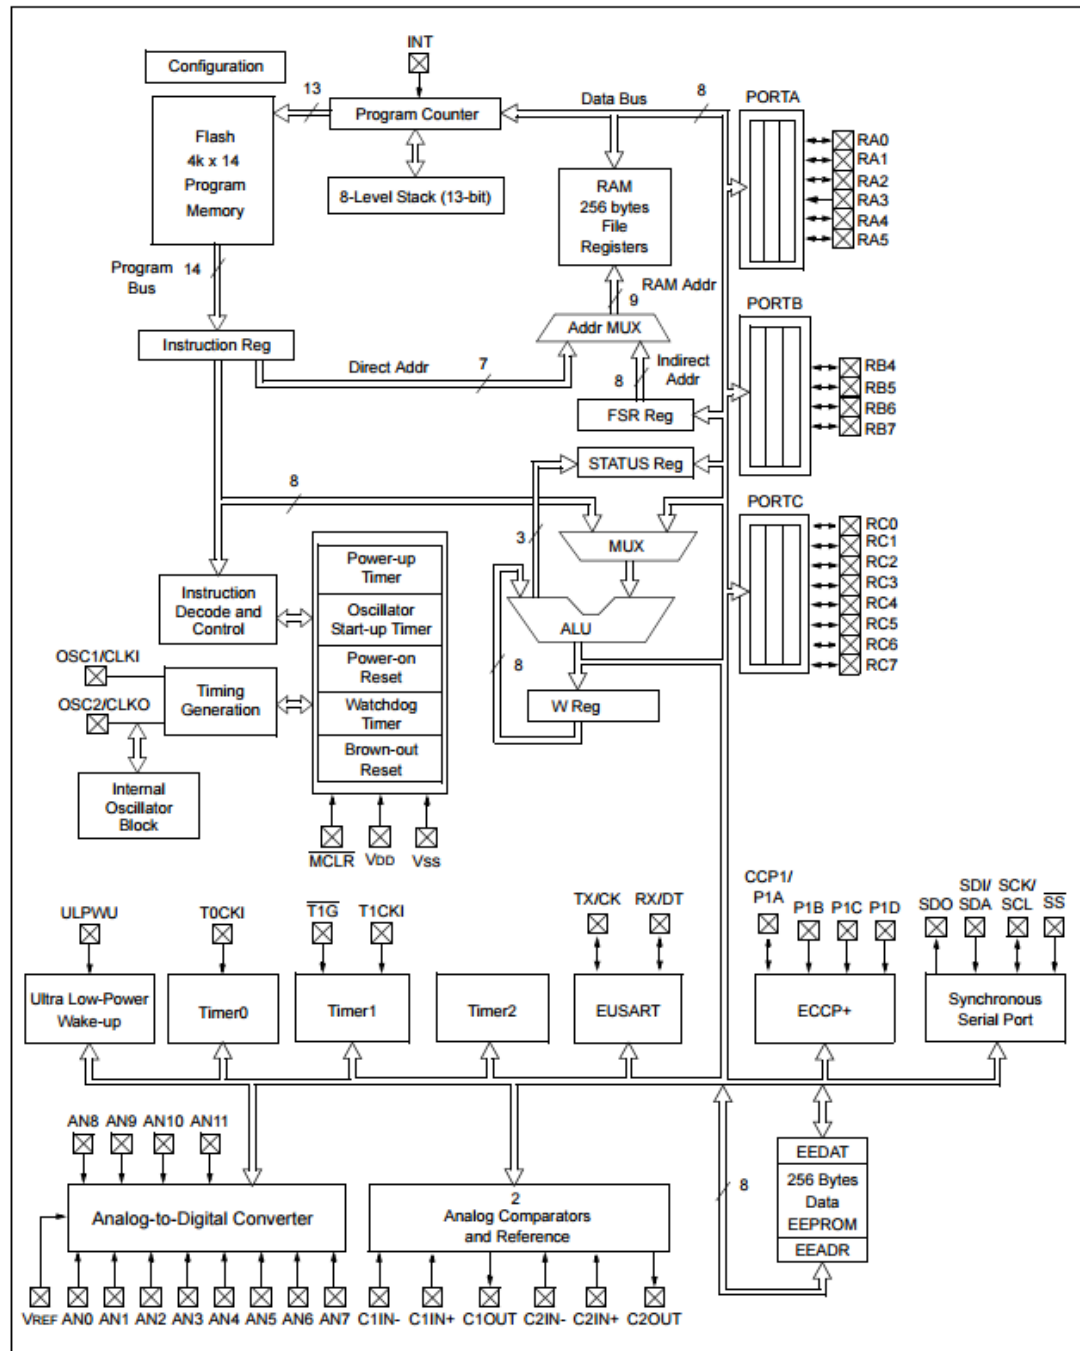 INT
Configuration
13
Program Counter
Data Bus
8
PORTA
Flash
4k x 14
Program
Memory
8-Level Stack (13-bit)
RAM
256 bytes
File
Registers
RA0
RA1
RA2
RA3
RA4
RA5
Program
Bus
14
RAM Addr
9
PORTB
Addr MUX
Instruction Reg
Direct Addr
7
Indirect
Addr
8
FSR Reg
RB4
RB5
RB6
RB7
STATUS Reg
8
3
MUX
PORTC
RC0
RC1
RC2
RC3
RC4
RC5
RC6
RC7
Power-up
Timer
Instruction
Decode and
Control
Oscillator
Start-up Timer
ALU
8
OSC1/CLKI
OSC2/CLKO
Timing
Generation
Power-on
Reset
Watchdog
Timer
W Reg
Brown-out
Reset
Internal
Oscillator
Block
MCLR
VDD
VSS
ULPWU
T0CKI
T1G
T1CKI
TX/CK
RX/DT
CCP1/
P1A
P1B
P1C
P1D
SDO
SDI/
SDA
SCK/
SCL
SS
Ultra Low-Power
Wake-up
Timer0
Timer1
Timer2
EUSART
ECCP+
Synchronous
Serial Port
AN8
AN9
AN10
AN11
Analog-to-Digital Converter
2
Analog Comparators
and Reference
8
EEDAT
256 Bytes
Data
EEPROM
EEADR
VREF
AN0
AN1
AN2
AN3
AN4
AN5
AN6
AN7
C1IN-
C1IN+
C1OUT
C2IN-
C2IN+
C2OUT